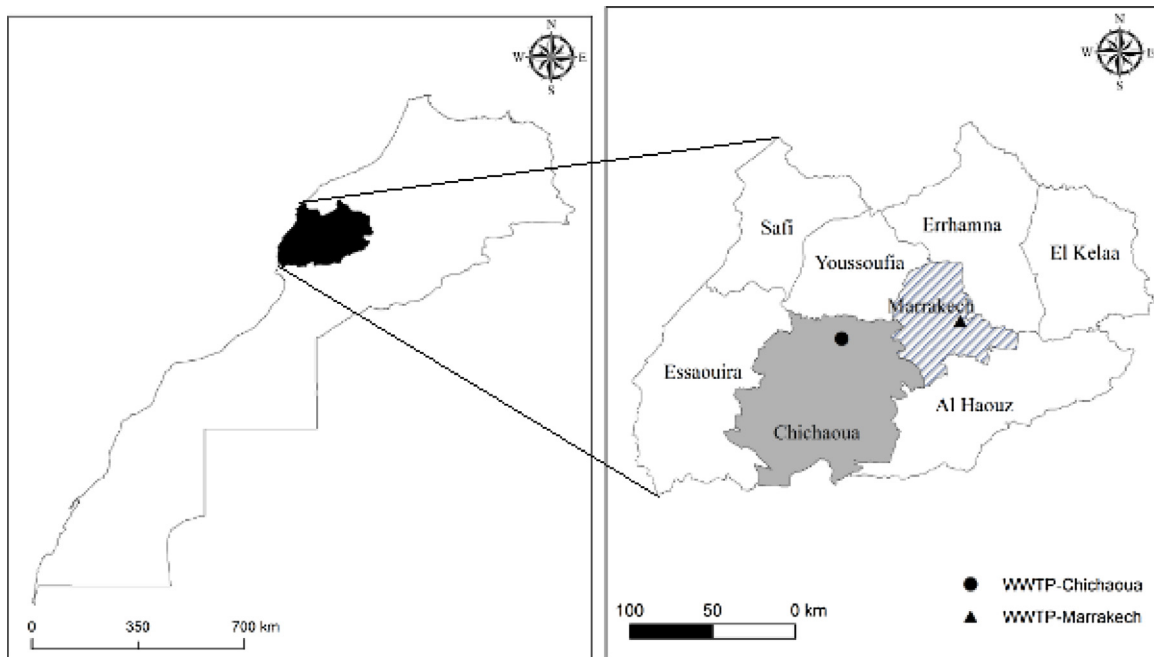 N
W E
S
0 350 700 km
N
W E
S
Safi
Errhamna
Youssoufia
El Kelaa
Marrakech
Essaouira
Al Haouz
Chichaoua
WWTP-Chichaoua
100 50 0 km
WWTP-Marrakech